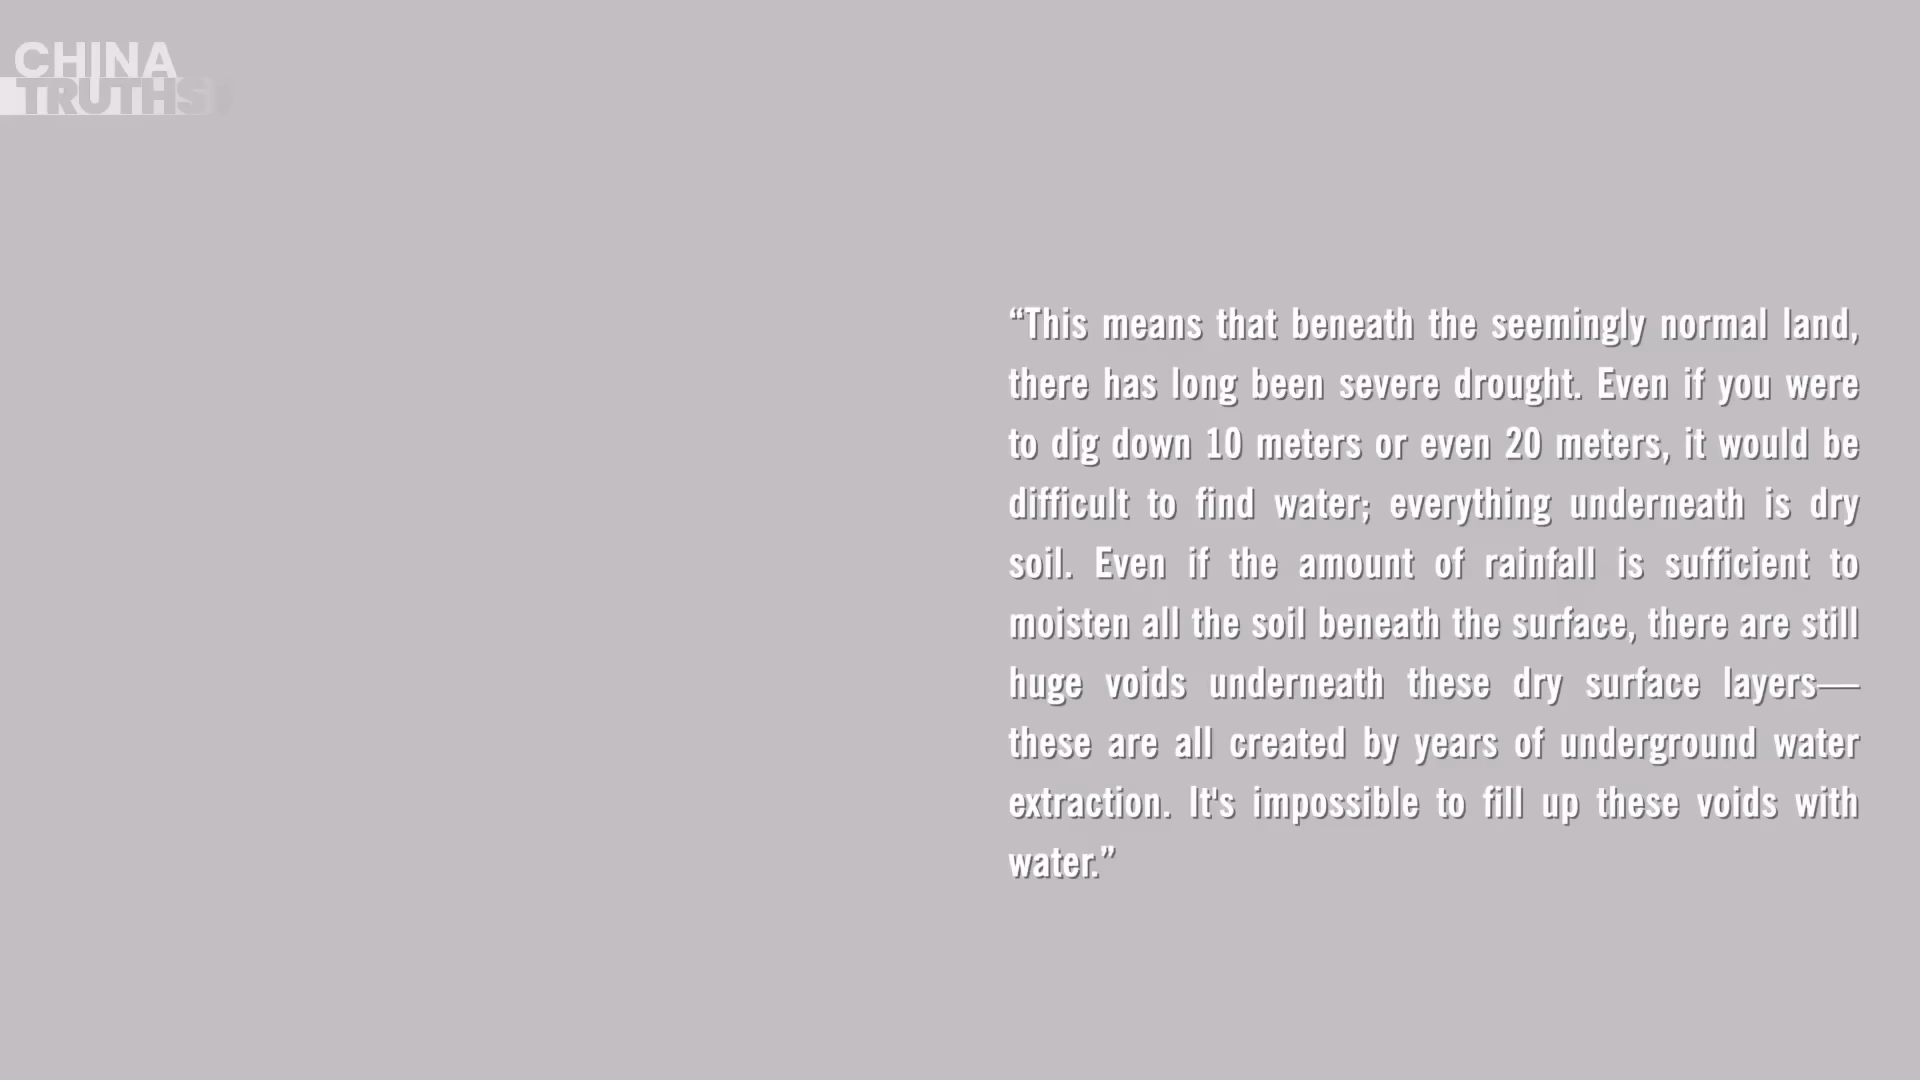 CHINA
TRUTHS
“This means that beneath the seemingly normal land,
there has long been severe drought. Even if you were
to dig down 10 meters or even 20 meters, it would be
difficult to find water; everything underneath is dry
soil. Even if the amount of rainfall is sufficient to
moisten all the soil beneath the surface, there are still
huge voids underneath these dry surface layers—
these are all created by years of underground water
extraction. It's impossible to fill up these voids with
water.”